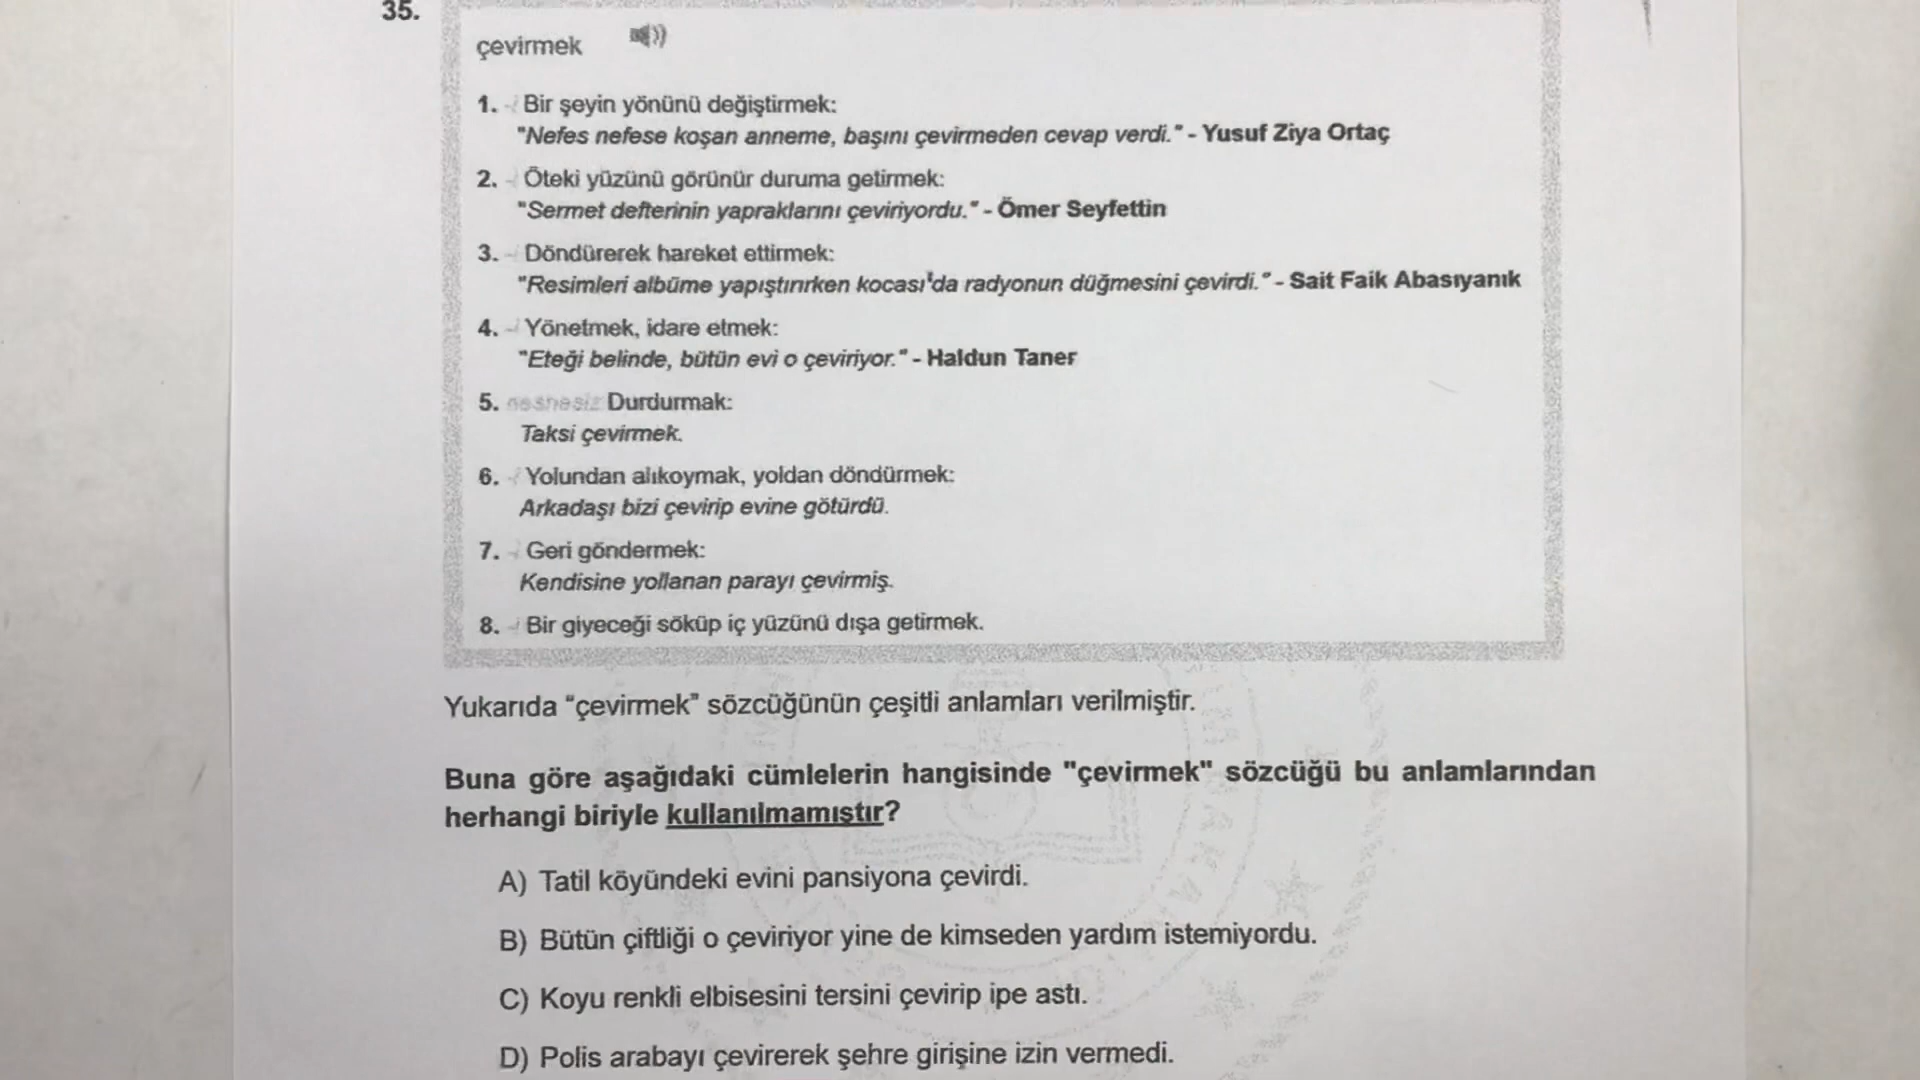 35.
çevirmek
1. Bir şeyin yönünü değiştirmek:
"Nefes nefese koşan anneme, başını çevirmeden cevap verdi." - Yusuf Ziya Ortaç
2. Öteki yüzünü görünür duruma getirmek:
"Sermet defterinin yapraklarını çeviriyordu." - Ömer Seyfettin
3. Döndürerek hareket ettirmek:
"Resimleri albüme yapıştırırken kocası'da radyonun düğmesini çevirdi." - Sait Faik Abasıyanık
4. Yönetmek, idare etmek:
"Eteği belinde, bütün evi o çeviriyor." - Haldun Taner
5. nesnesiz Durdurmak:
Taksi çevirmek.
6. Yolundan alıkoymak, yoldan döndürmek:
Arkadaşı bizi çevirip evine götürdü.
7. Geri göndermek:
Kendisine yollanan parayı çevirmiş.
8. Bir giyeceği söküp iç yüzünü dışa getirmek.
Yukarıda "çevirmek" sözcüğünün çeşitli anlamları verilmiştir.
Buna göre aşağıdaki cümlelerin hangisinde "çevirmek" sözcüğü bu anlamlarından
herhangi biriyle kullanılmamıştır?
A) Tatil köyündeki evini pansiyona çevirdi.
B) Bütün çiftliği o çeviriyor yine de kimseden yardım istemiyordu.
C) Koyu renkli elbisesini tersini çevirip ipe astı.
D) Polis arabayı çevirerek şehre girişine izin vermedi.